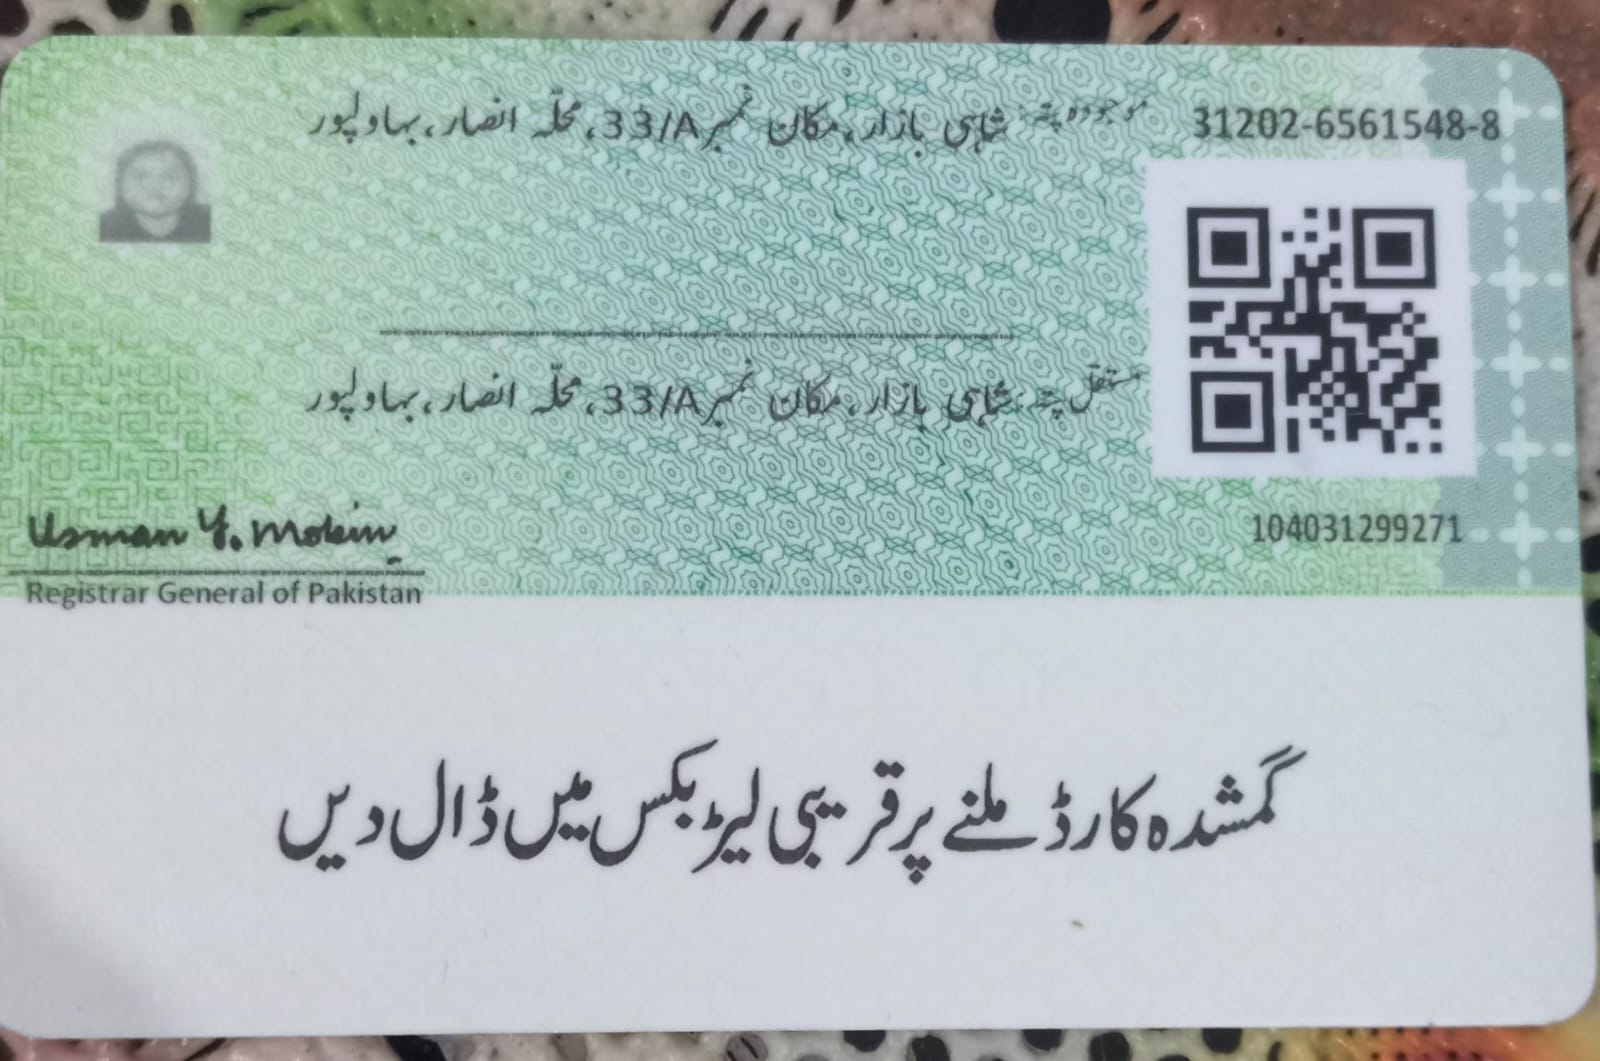 موجودہ پتہ: شاہی بازار، مکان نمبر 33/A، محلّہ انصار، بہاولپور
31202-6561548-8
مستقل پتہ: شاہی بازار، مکان نمبر 33/A، محلّہ انصار، بہاولپور
104031299271
Usman Y. Mobin
Registrar General of Pakistan
گمشدہ کارڈ ملنے پر قریبی لیٹر بکس میں ڈال دیں